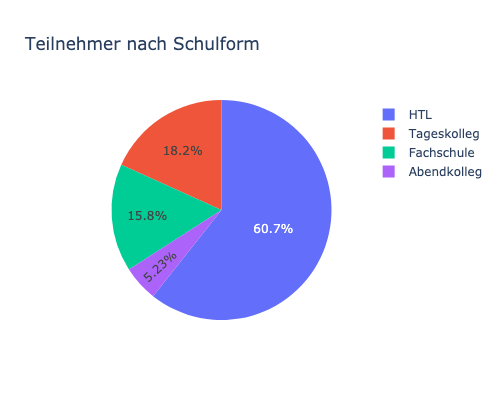 Teilnehmer nach Schulform
HTL
Tageskolleg
Fachschule
Abendkolleg
18.2%
15.8%
60.7%
5.23%